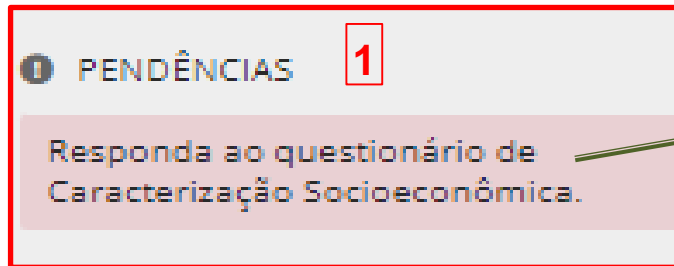 PENDÊNCIAS 1
Responda ao questionário de
Caracterização Socioeconômica.